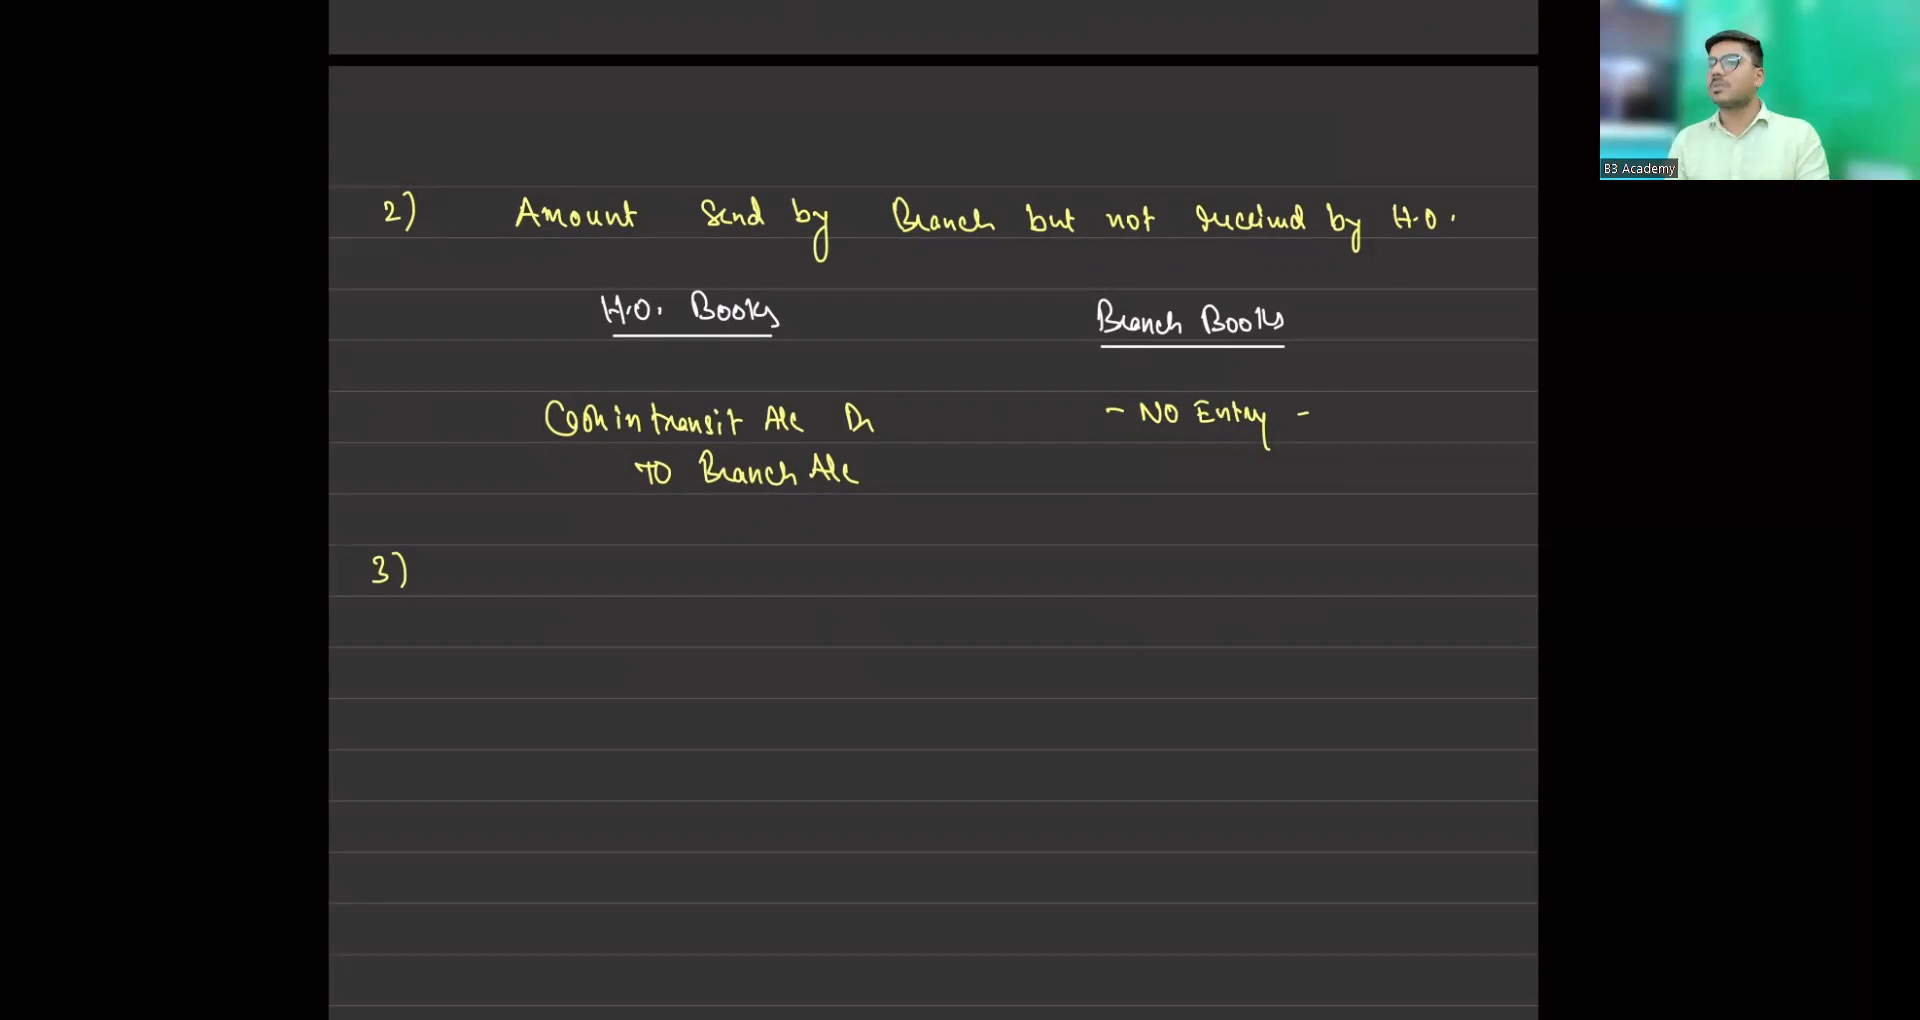 B3 Academy
2) Amount Send by Branch but not received by H.O.
H.O. Books Branch Books
Cash in transit A/c Dr - NO Entry -
TO Branch A/c
3)